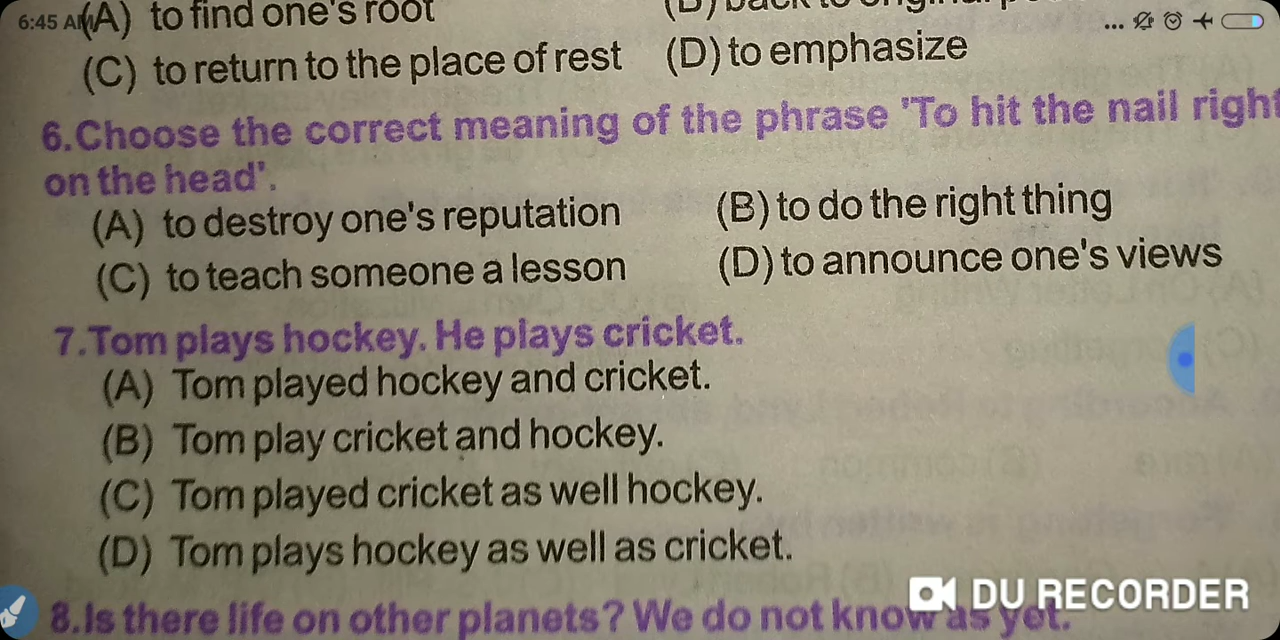 6:45 AM
(A) to find one's root
(C) to return to the place of rest (D) to emphasize
6.Choose the correct meaning of the phrase 'To hit the nail right
on the head'.
(A) to destroy one's reputation (B) to do the right thing
(C) to teach someone a lesson (D) to announce one's views
7.Tom plays hockey. He plays cricket.
(A) Tom played hockey and cricket.
(B) Tom play cricket and hockey.
(C) Tom played cricket as well hockey.
(D) Tom plays hockey as well as cricket.
8.Is there life on other planets? We do not know as yet.
DU RECORDER